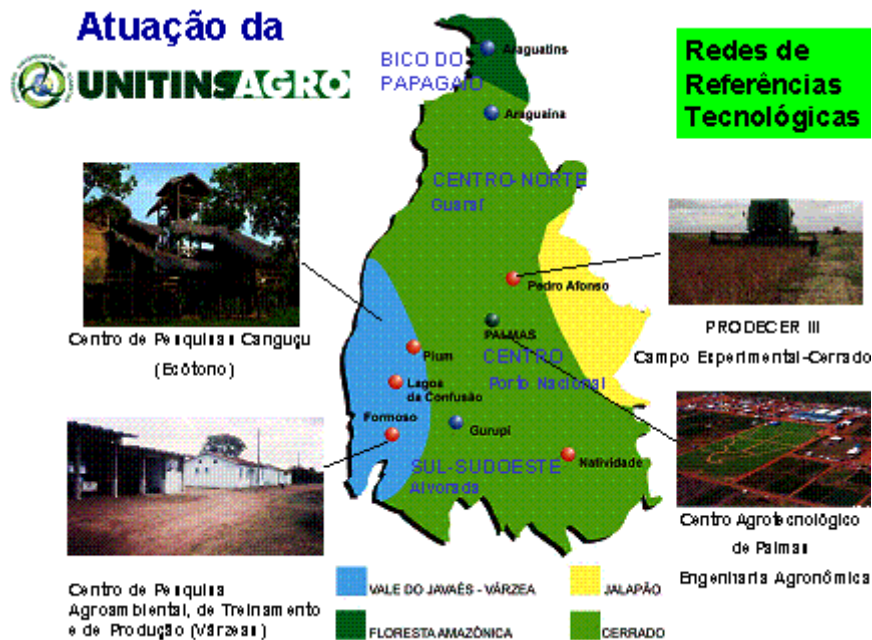 Atuação da
UNITINSAGRO
Redes de
Referências
Tecnológicas
BICO DO
PAPAGAIO
Araguatins
Araguaína
CENTRO-NORTE
Guaraí
Pedro Afonso
PALMAS
CENTRO
Porto Nacional
Pium
Lagoa
da Confusão
Formoso
Gurupi
Natividade
SUL-SUDOESTE
Alvorada
Centro de Pesquisas Canguçu
(Ecótono)
PRODECER III
Campo Experimental-Cerrado
Centro Agrotecnológico
de Palmas
Engenharia Agronômica
Centro de Pesquisa
Agroambiental, de Treinamento
e de Produção (Várzeas)
VALE DO JAVAÉS - VÁRZEA
JALAPÃO
FLORESTA AMAZÔNICA
CERRADO